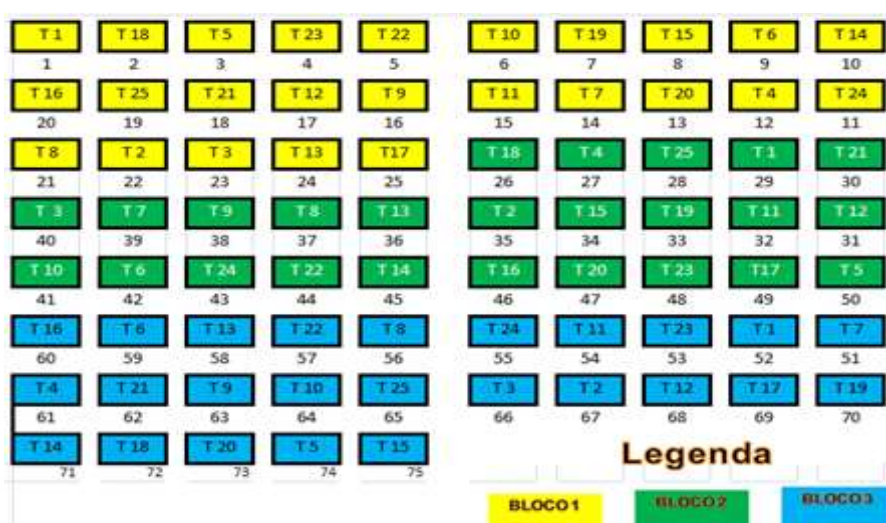 T 1 T 18 T 5 T 23 T 22 T 10 T 19 T 15 T 6 T 14
1 2 3 4 5 6 7 8 9 10
T 16 T 25 T 21 T 12 T 9 T 11 T 7 T 20 T 4 T 24
20 19 18 17 16 15 14 13 12 11
T 8 T 2 T 3 T 13 T17 T 18 T 4 T 25 T 1 T 21
21 22 23 24 25 26 27 28 29 30
T 3 T 7 T 9 T 8 T 13 T 2 T 15 T 19 T 11 T 12
40 39 38 37 36 35 34 33 32 31
T 10 T 6 T 24 T 22 T 14 T 16 T 20 T 23 T17 T 5
41 42 43 44 45 46 47 48 49 50
T 16 T 6 T 13 T 22 T 8 T 24 T 11 T 23 T 1 T 7
60 59 58 57 56 55 54 53 52 51
T 4 T 21 T 9 T 10 T 25 T 3 T 2 T 12 T 17 T 19
61 62 63 64 65 66 67 68 69 70
T 14 T 18 T 20 T 5 T 15 Legenda
71 72 73 74 75
BLOCO1 BLOCO2 BLOCO3